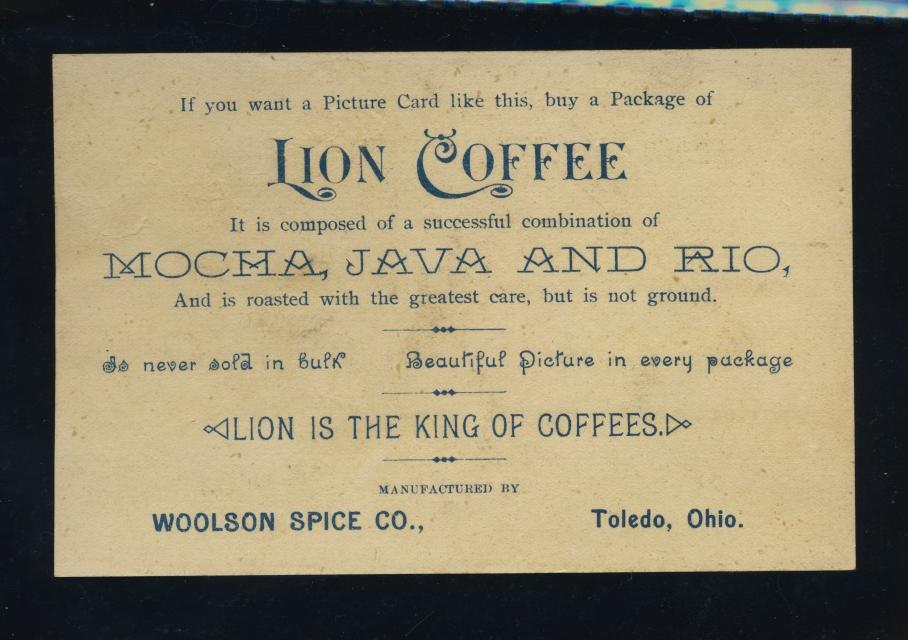 If you want a Picture Card like this, buy a Package of
LION COFFEE
It is composed of a successful combination of
MOCHA, JAVA AND RIO,
And is roasted with the greatest care, but is not ground.
Is never sold in bulk Beautiful Picture in every package
LION IS THE KING OF COFFEES.
MANUFACTURED BY
WOOLSON SPICE CO., Toledo, Ohio.